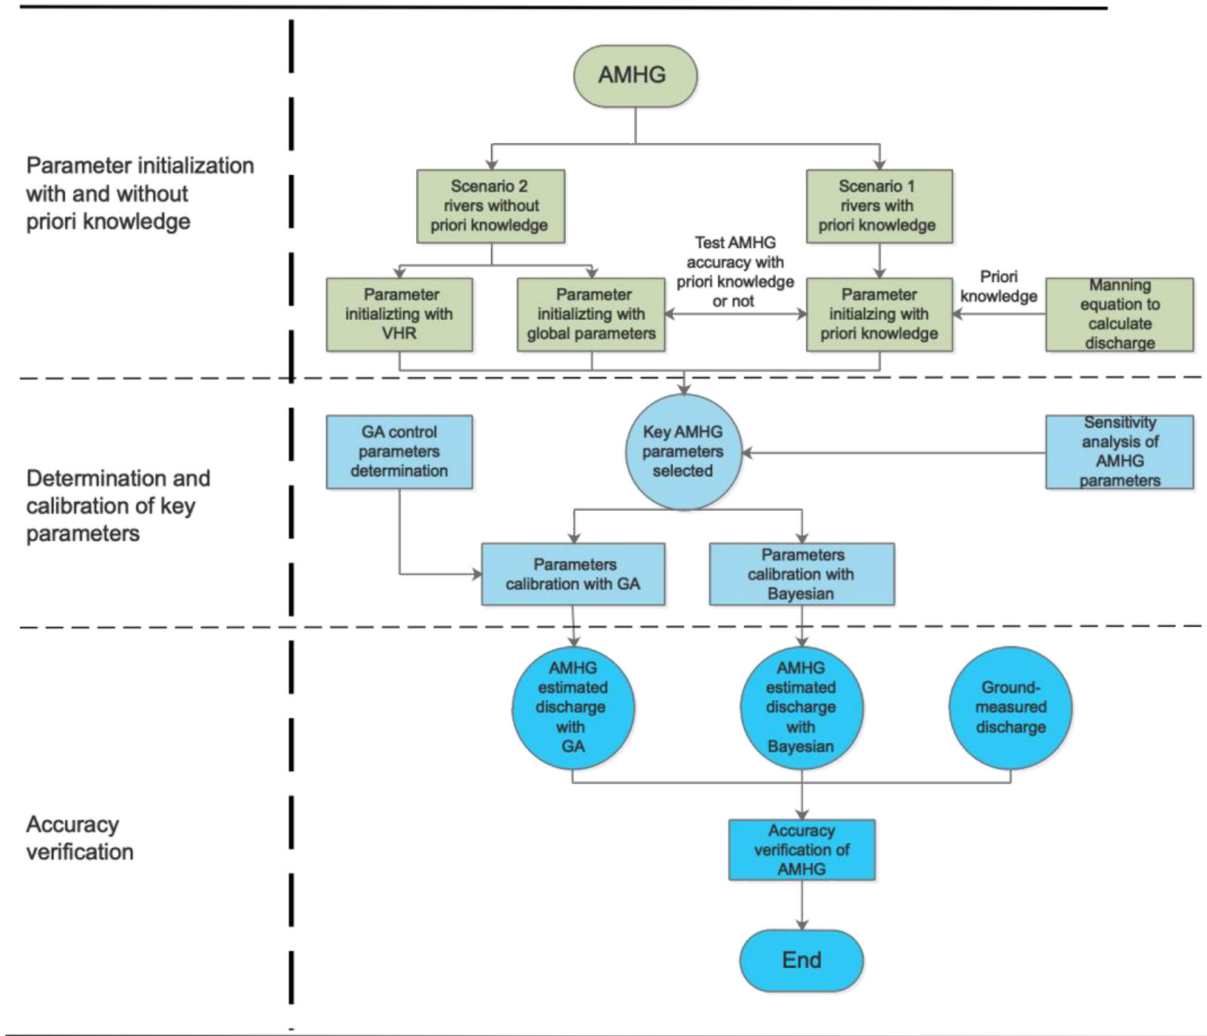 AMHG
Parameter initialization
with and without
priori knowledge
Scenario 2
rivers without
priori knowledge
Scenario 1
rivers with
priori knowledge
Test AMHG
accuracy with
priori knowledge
or not
Priori
knowledge
Parameter
initializting with
VHR
Parameter
initializting with
global parameters
Parameter
initialzing with
priori knowledge
Manning
equation to
calculate
discharge
Determination and
calibration of key
parameters
GA control
parameters
determination
Key AMHG
parameters
selected
Sensitivity
analysis of
AMHG
parameters
Parameters
calibration with GA
Parameters
calibration with
Bayesian
Accuracy
verification
AMHG
estimated
discharge
with
GA
AMHG
estimated
discharge
with
Bayesian
Ground-
measured
discharge
Accuracy
verification of
AMHG
End